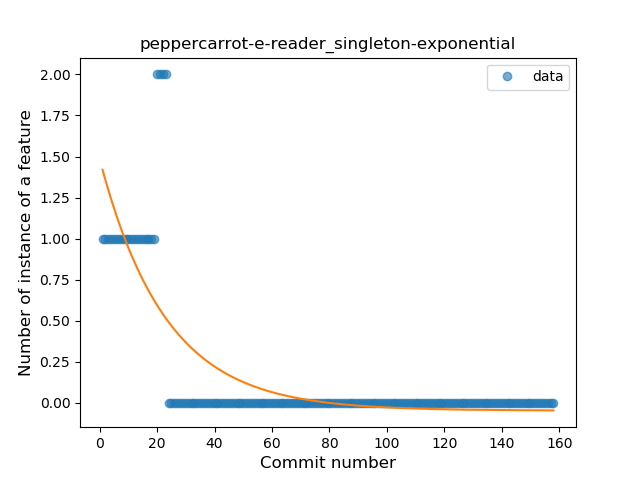 peppercarrot-e-reader_singleton-exponential
data
Number of instance of a feature
2.00
1.75
1.50
1.25
1.00
0.75
0.50
0.25
0.00
0 20 40 60 80 100 120 140 160
Commit number